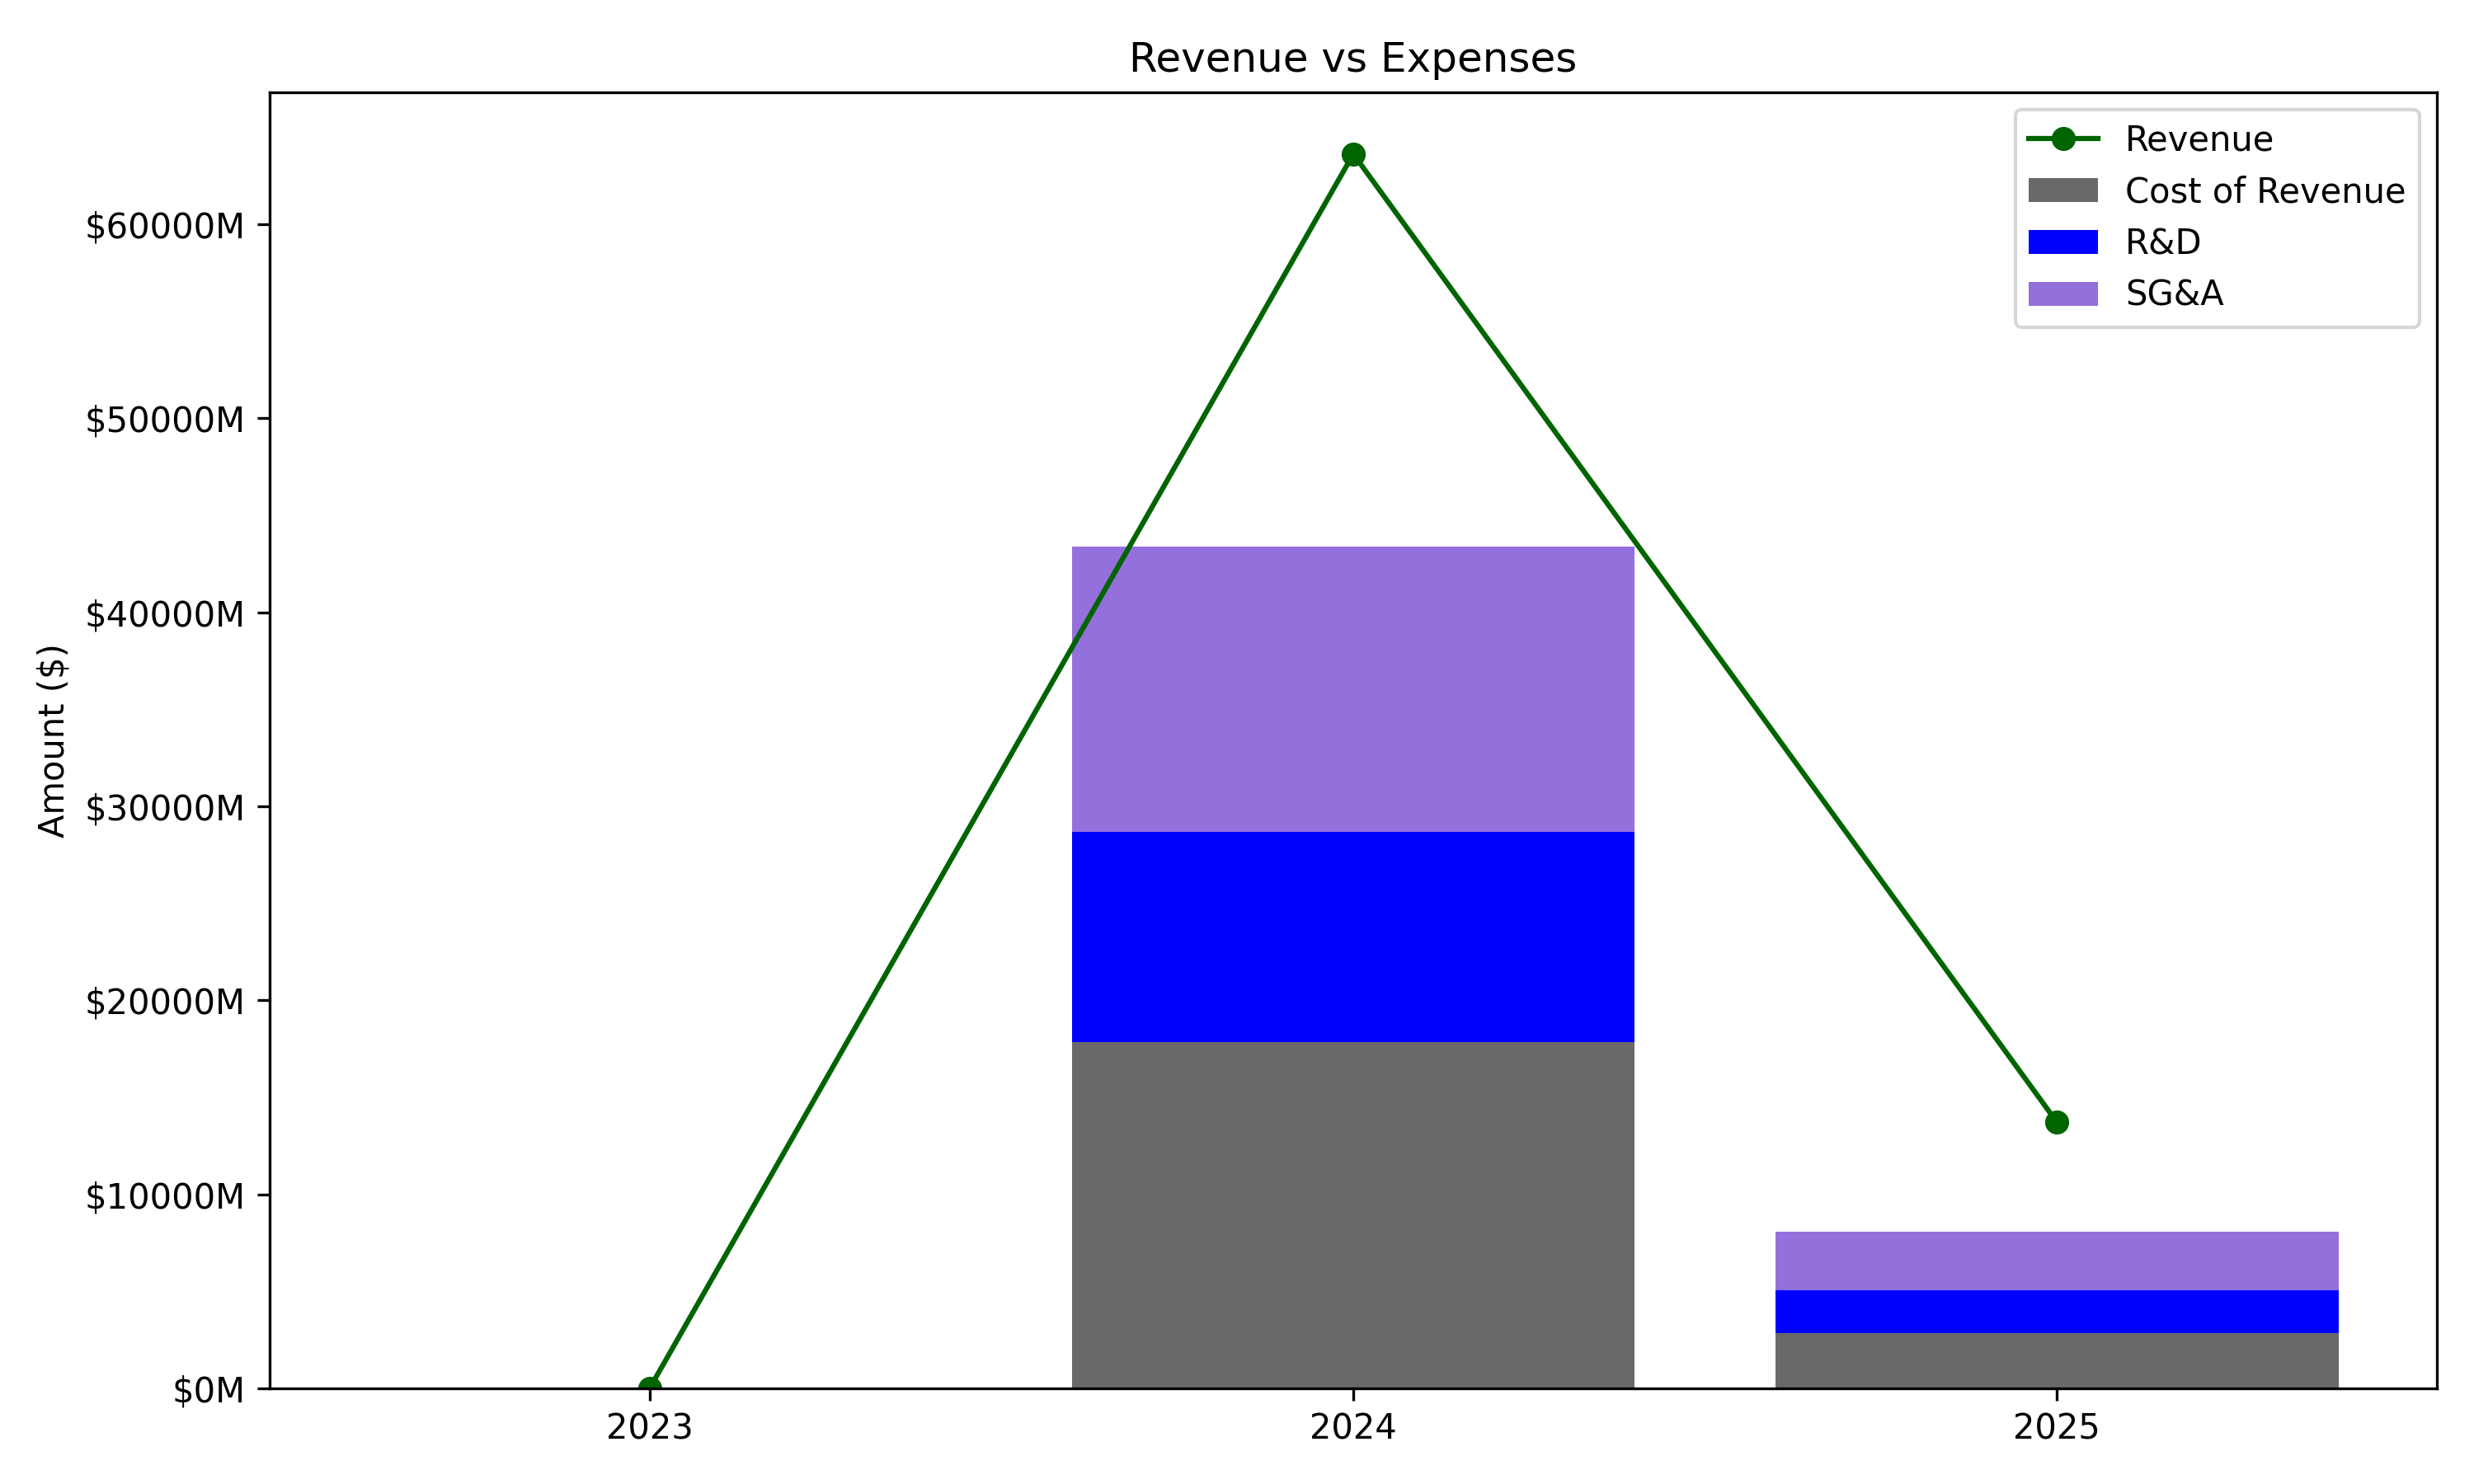 Revenue vs Expenses
Revenue
Cost of Revenue
R&D
SG&A
Amount ($)
$60000M
$50000M
$40000M
$30000M
$20000M
$10000M
$0M
2023
2024
2025